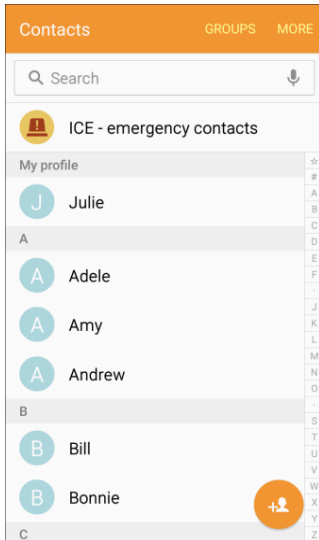 Contacts GROUPS MORE
Search
ICE - emergency contacts
My profile
J Julie
A
A Adele
A Amy
A Andrew
B
B Bill
B Bonnie
C
☆
#
A
B
C
D
E
F
·
J
K
L
M
N
O
·
S
T
U
V
W
X
Y
Z